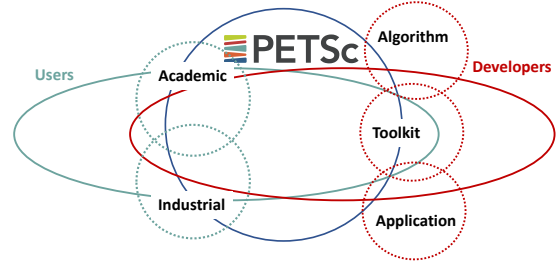 PETSc
Algorithm
Users
Academic
Developers
Toolkit
Industrial
Application